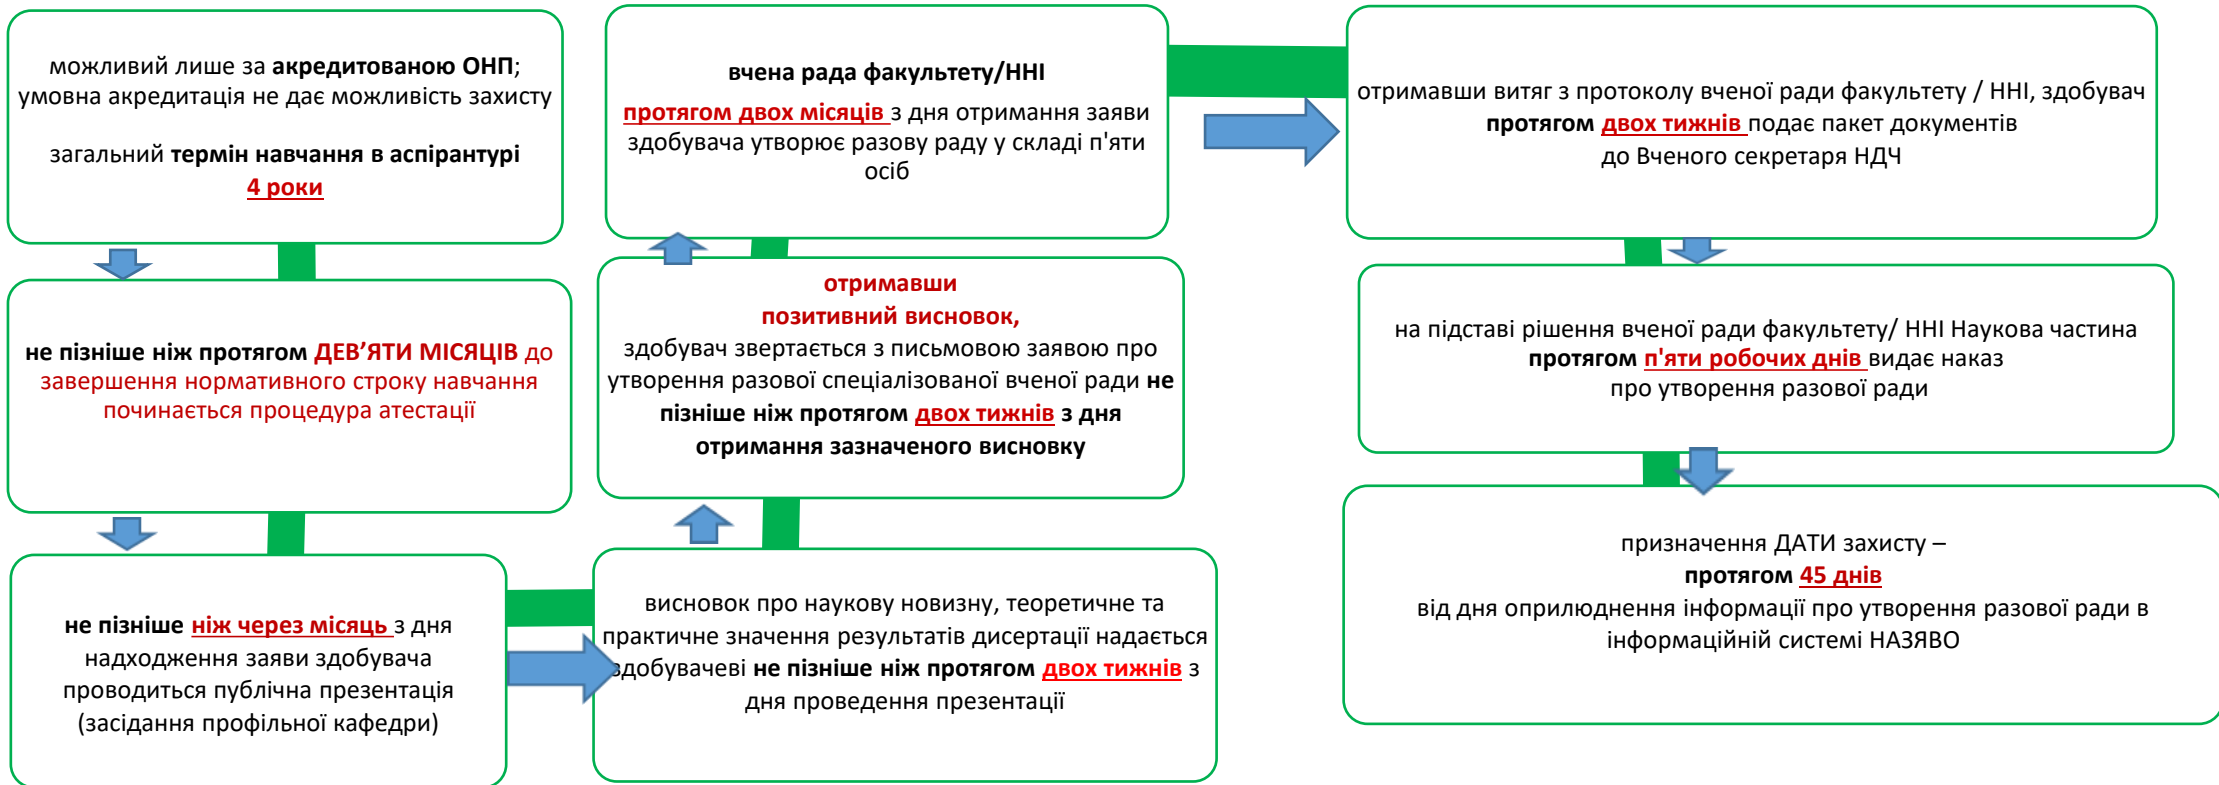 можливий лише за акредитованою ОНП;
умовна акредитація не дає можливість захисту
загальний термін навчання в аспірантурі
4 роки
не пізніше ніж протягом ДЕВ’ЯТИ МІСЯЦІВ до
завершення нормативного строку навчання
починається процедура атестації
не пізніше ніж через місяць з дня
надходження заяви здобувача
проводиться публічна презентація
(засідання профільної кафедри)
висновок про наукову новизну, теоретичне та
практичне значення результатів дисертації надається
здобувачеві не пізніше ніж протягом двох тижнів з
дня проведення презентації
отримавши
позитивний висновок,
здобувач звертається з письмовою заявою про
утворення разової спеціалізованої вченої ради не
пізніше ніж протягом двох тижнів з дня
отримання зазначеного висновку
вчена рада факультету/ННІ
протягом двох місяців з дня отримання заяви
здобувача утворює разову раду у складі п'яти
осіб
отримавши витяг з протоколу вченої ради факультету / ННІ, здобувач
протягом двох тижнів подає пакет документів
до Вченого секретаря НДЧ
на підставі рішення вченої ради факультету/ ННІ Наукова частина
протягом п'яти робочих днів видає наказ
про утворення разової ради
призначення ДАТИ захисту –
протягом 45 днів
від дня оприлюднення інформації про утворення разової ради в
інформаційній системі НАЗЯВО